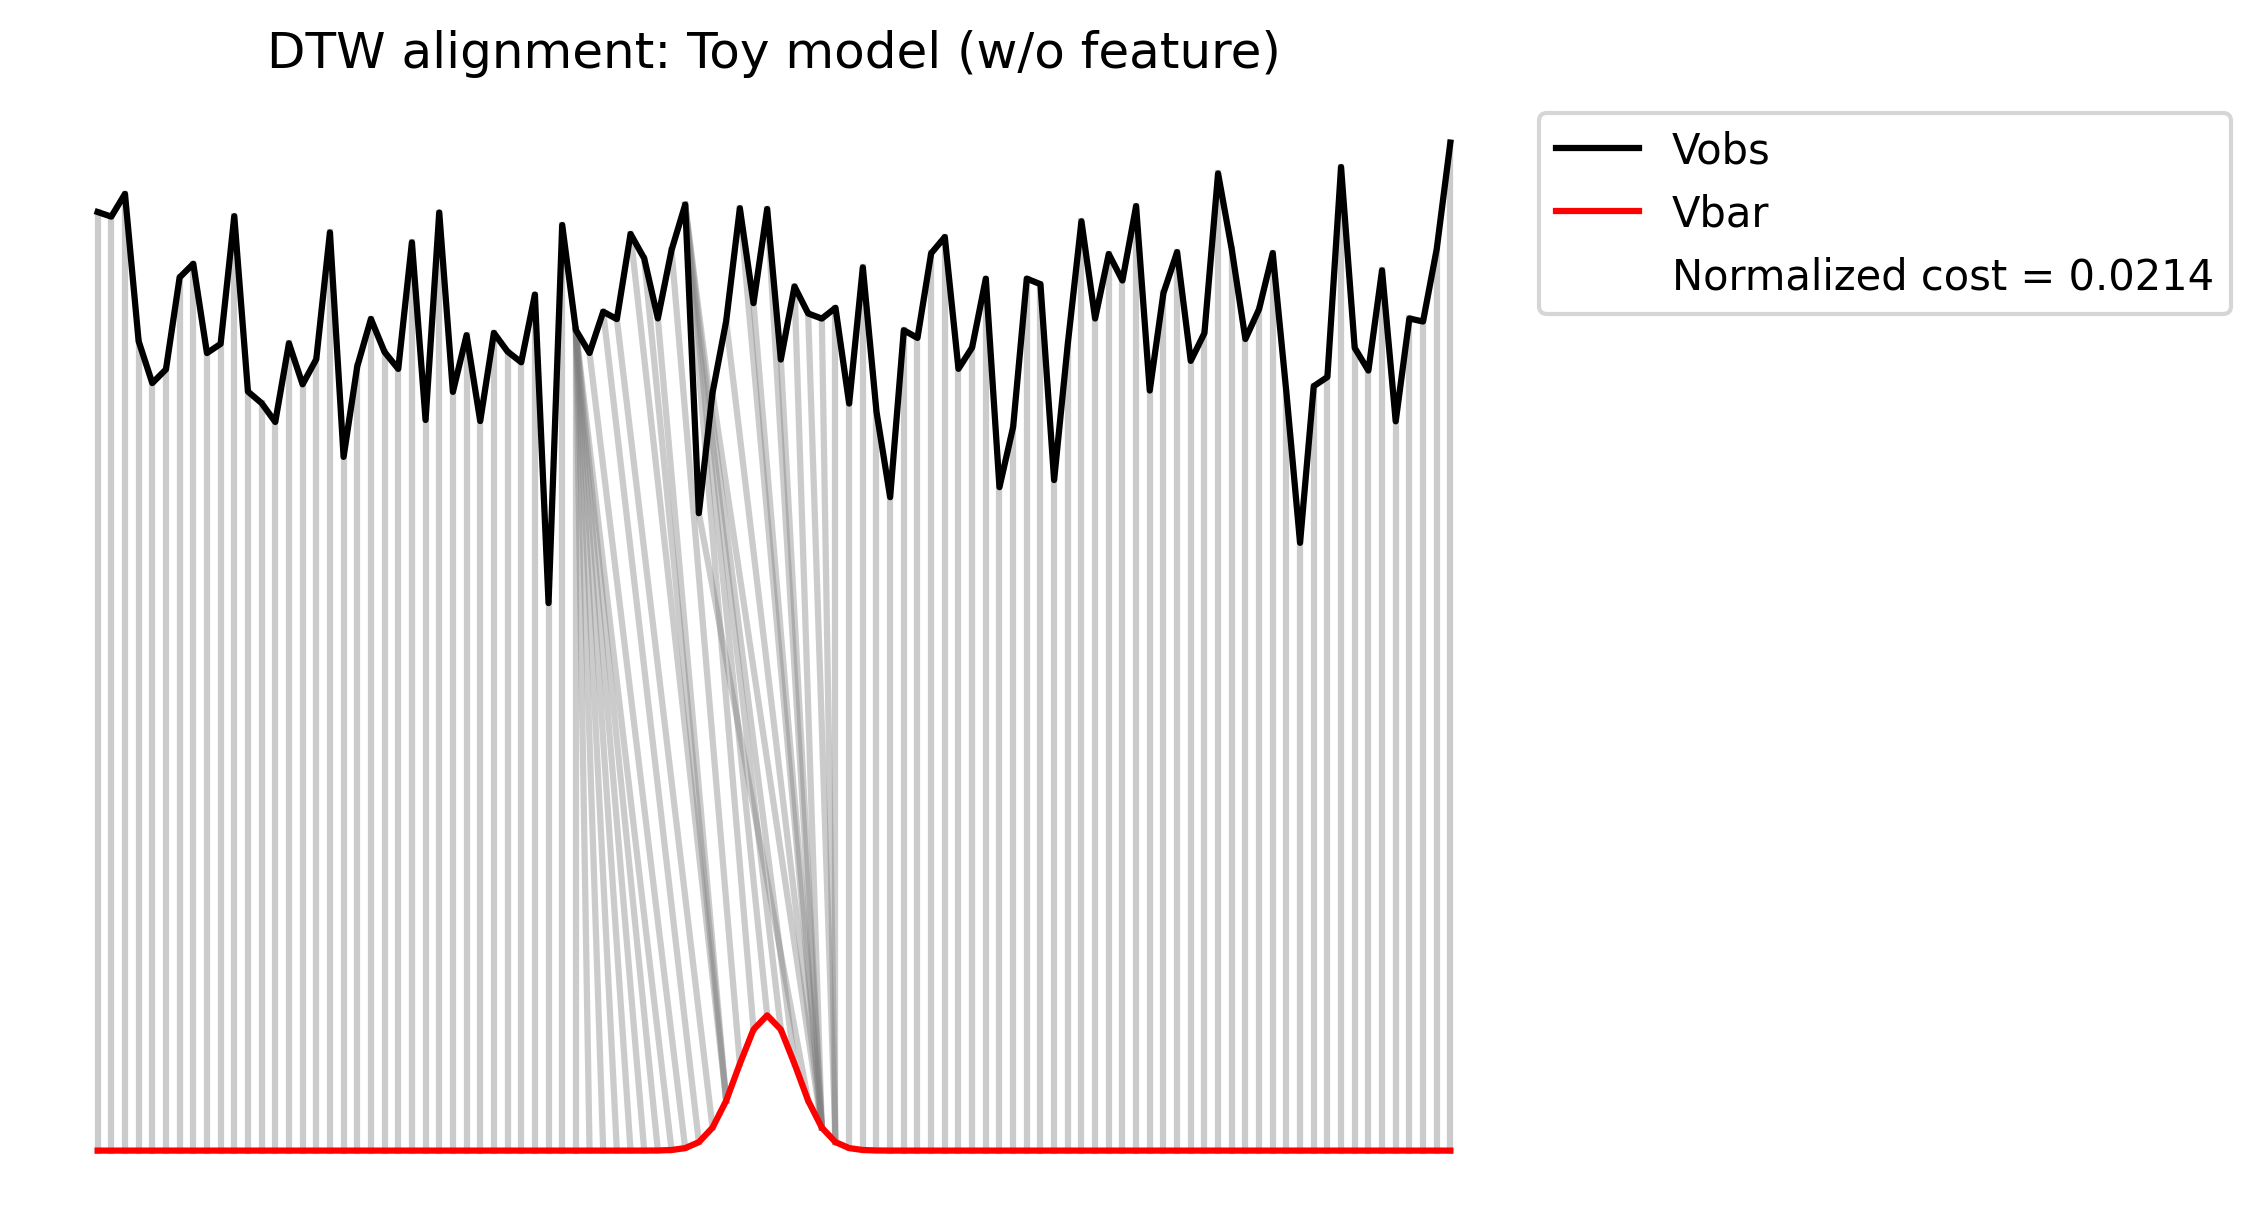 DTW alignment: Toy model (w/o feature)
Vobs
Vbar
Normalized cost = 0.0214